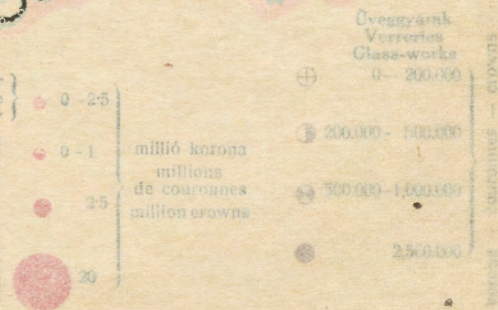 0–2·5
0–1
2·5
20
millió korona
millions
de couronnes
million crowns
Üveggyárak
Verreries
Glass-works
0– 200.000
200.000– 500.000
500.000–1,000.000
2,500.000